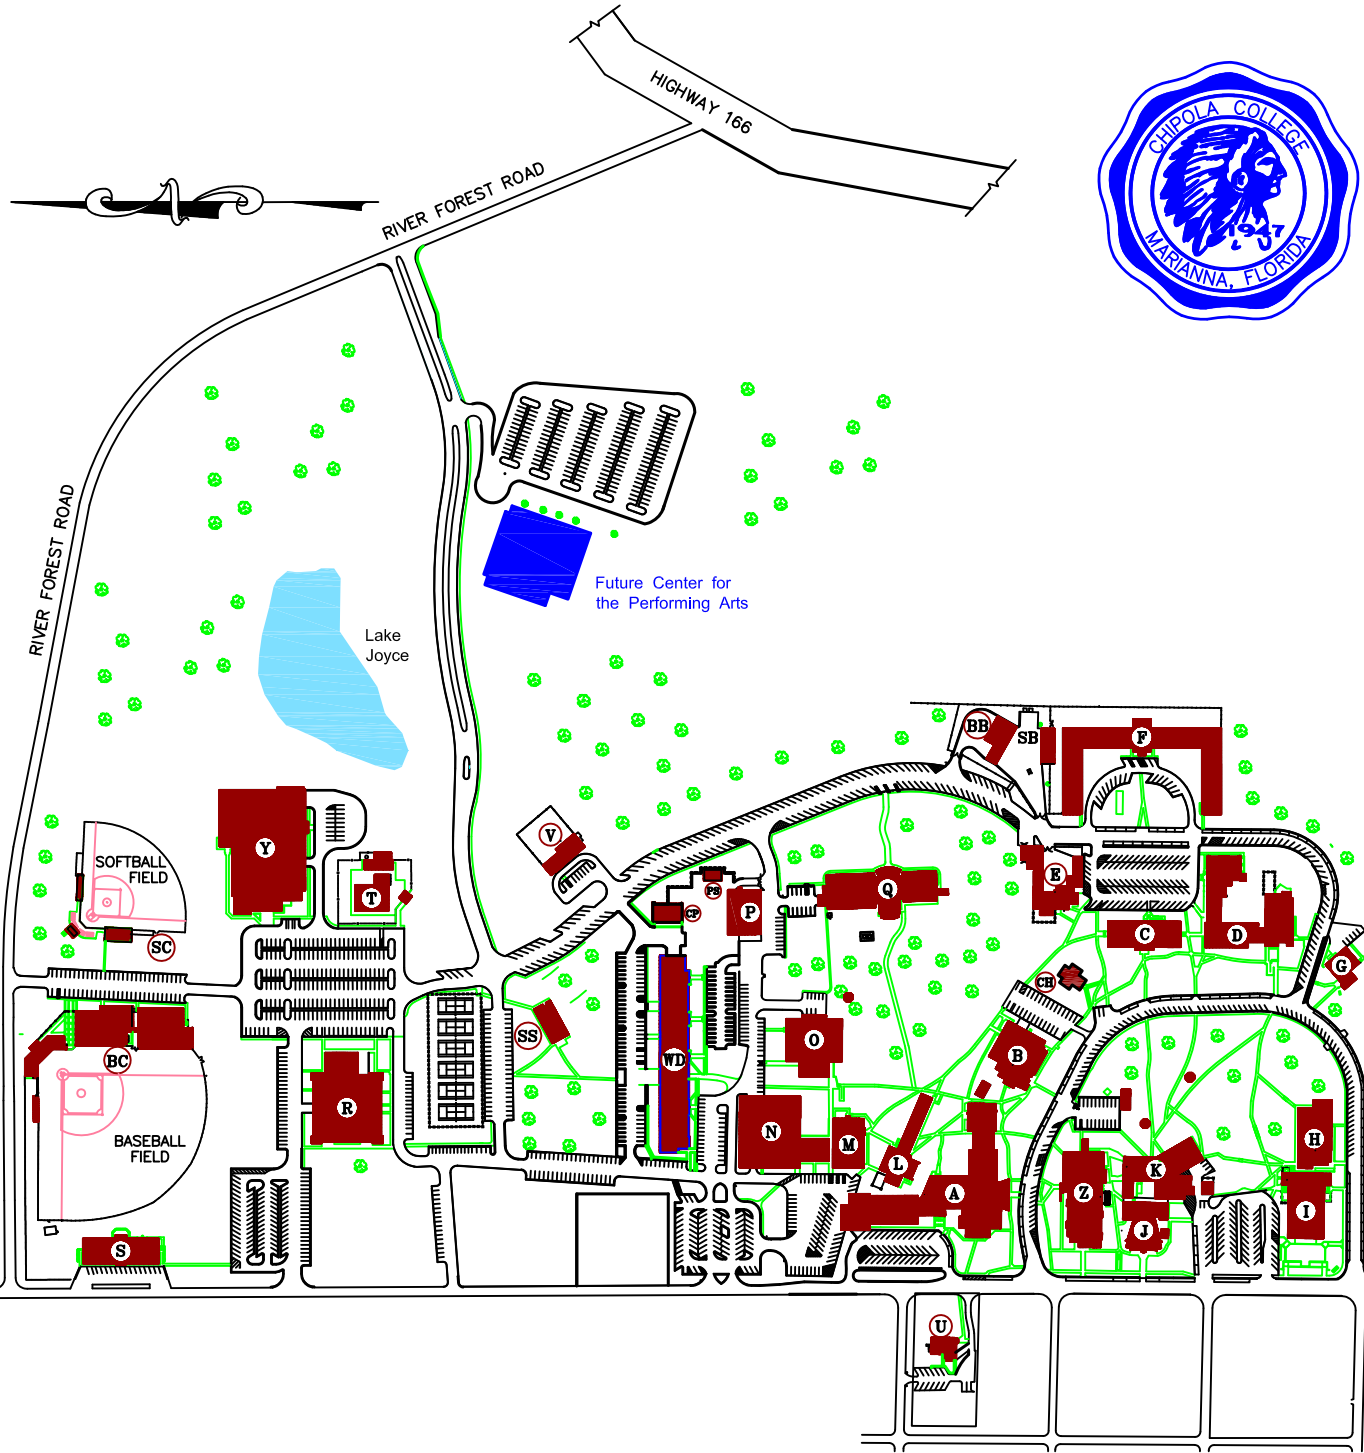 HIGHWAY 166
CHIPOLA COLLEGE
1947
L U
MARIANNA, FLORIDA
N
RIVER FOREST ROAD
RIVER FOREST ROAD
Future Center for
the Performing Arts
Lake
Joyce
BB
SB
F
V
Y
SOFTBALL
FIELD
T
E
Q
PS
P
CP
C
D
SC
G
CH
SS
O
B
BC
WD
R
N
M
H
BASEBALL
FIELD
L
K
A
Z
I
J
S
U